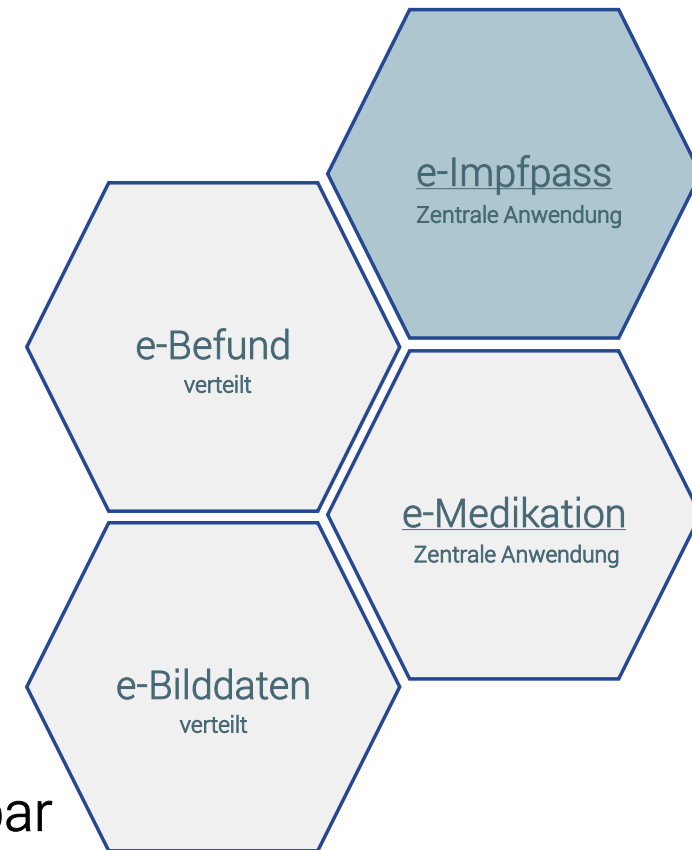 e-Impfpass
Zentrale Anwendung
e-Befund
verteilt
e-Medikation
Zentrale Anwendung
e-Bilddaten
verteilt